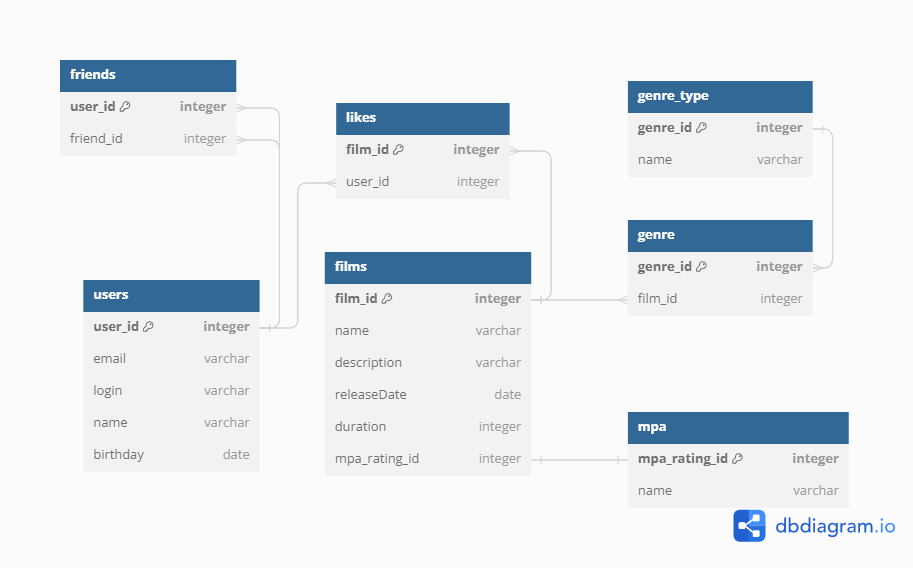 friends
user_id integer
friend_id integer
likes
film_id integer
user_id integer
genre_type
genre_id integer
name varchar
genre
genre_id integer
film_id integer
films
film_id integer
name varchar
description varchar
releaseDate date
duration integer
mpa_rating_id integer
users
user_id integer
email varchar
login varchar
name varchar
birthday date
mpa
mpa_rating_id integer
name varchar
dbdiagram.io